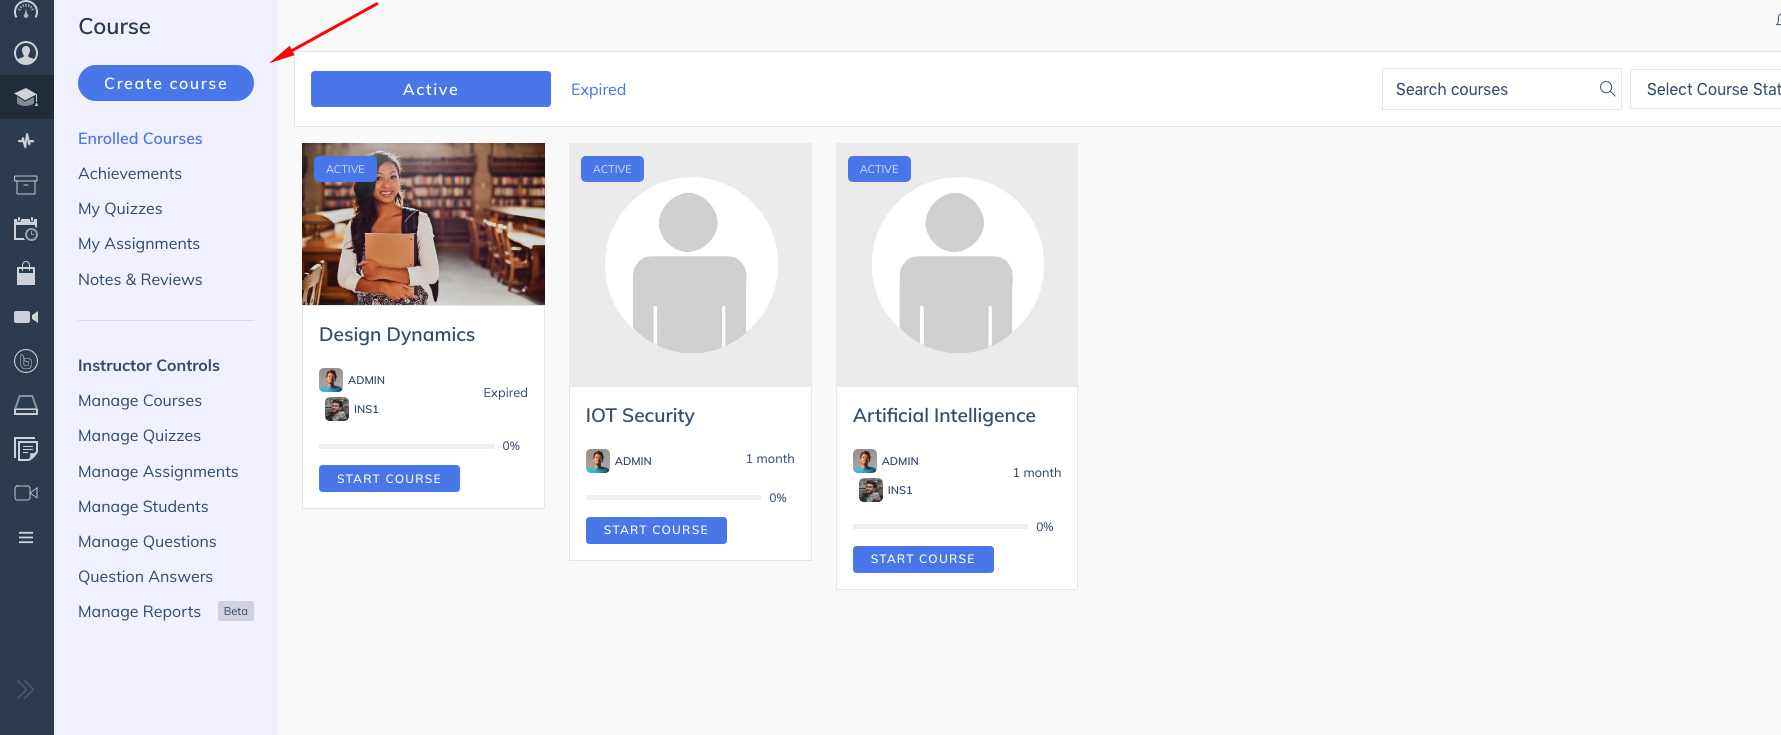 Course
Create course
Enrolled Courses
Achievements
My Quizzes
My Assignments
Notes & Reviews
Instructor Controls
Manage Courses
Manage Quizzes
Manage Assignments
Manage Students
Manage Questions
Question Answers
Manage Reports Beta
Active Expired
Search courses
Select Course Stat
ACTIVE
Design Dynamics
ADMIN
INS1
Expired
0%
START COURSE
ACTIVE
IOT Security
ADMIN
1 month
0%
START COURSE
ACTIVE
Artificial Intelligence
ADMIN
INS1
1 month
0%
START COURSE